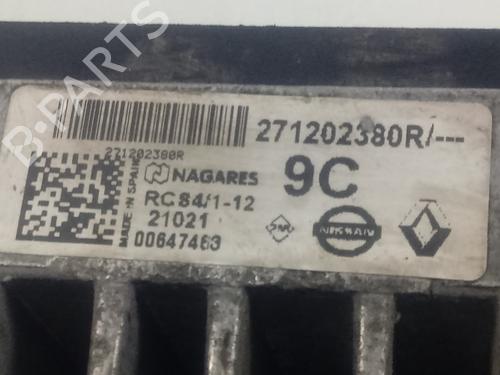 B-PARTS
271202380R/---
271202380R
MADE IN SPAIN
NAGARES
9C
RC84/1-12
21021
00647463
NISSAN